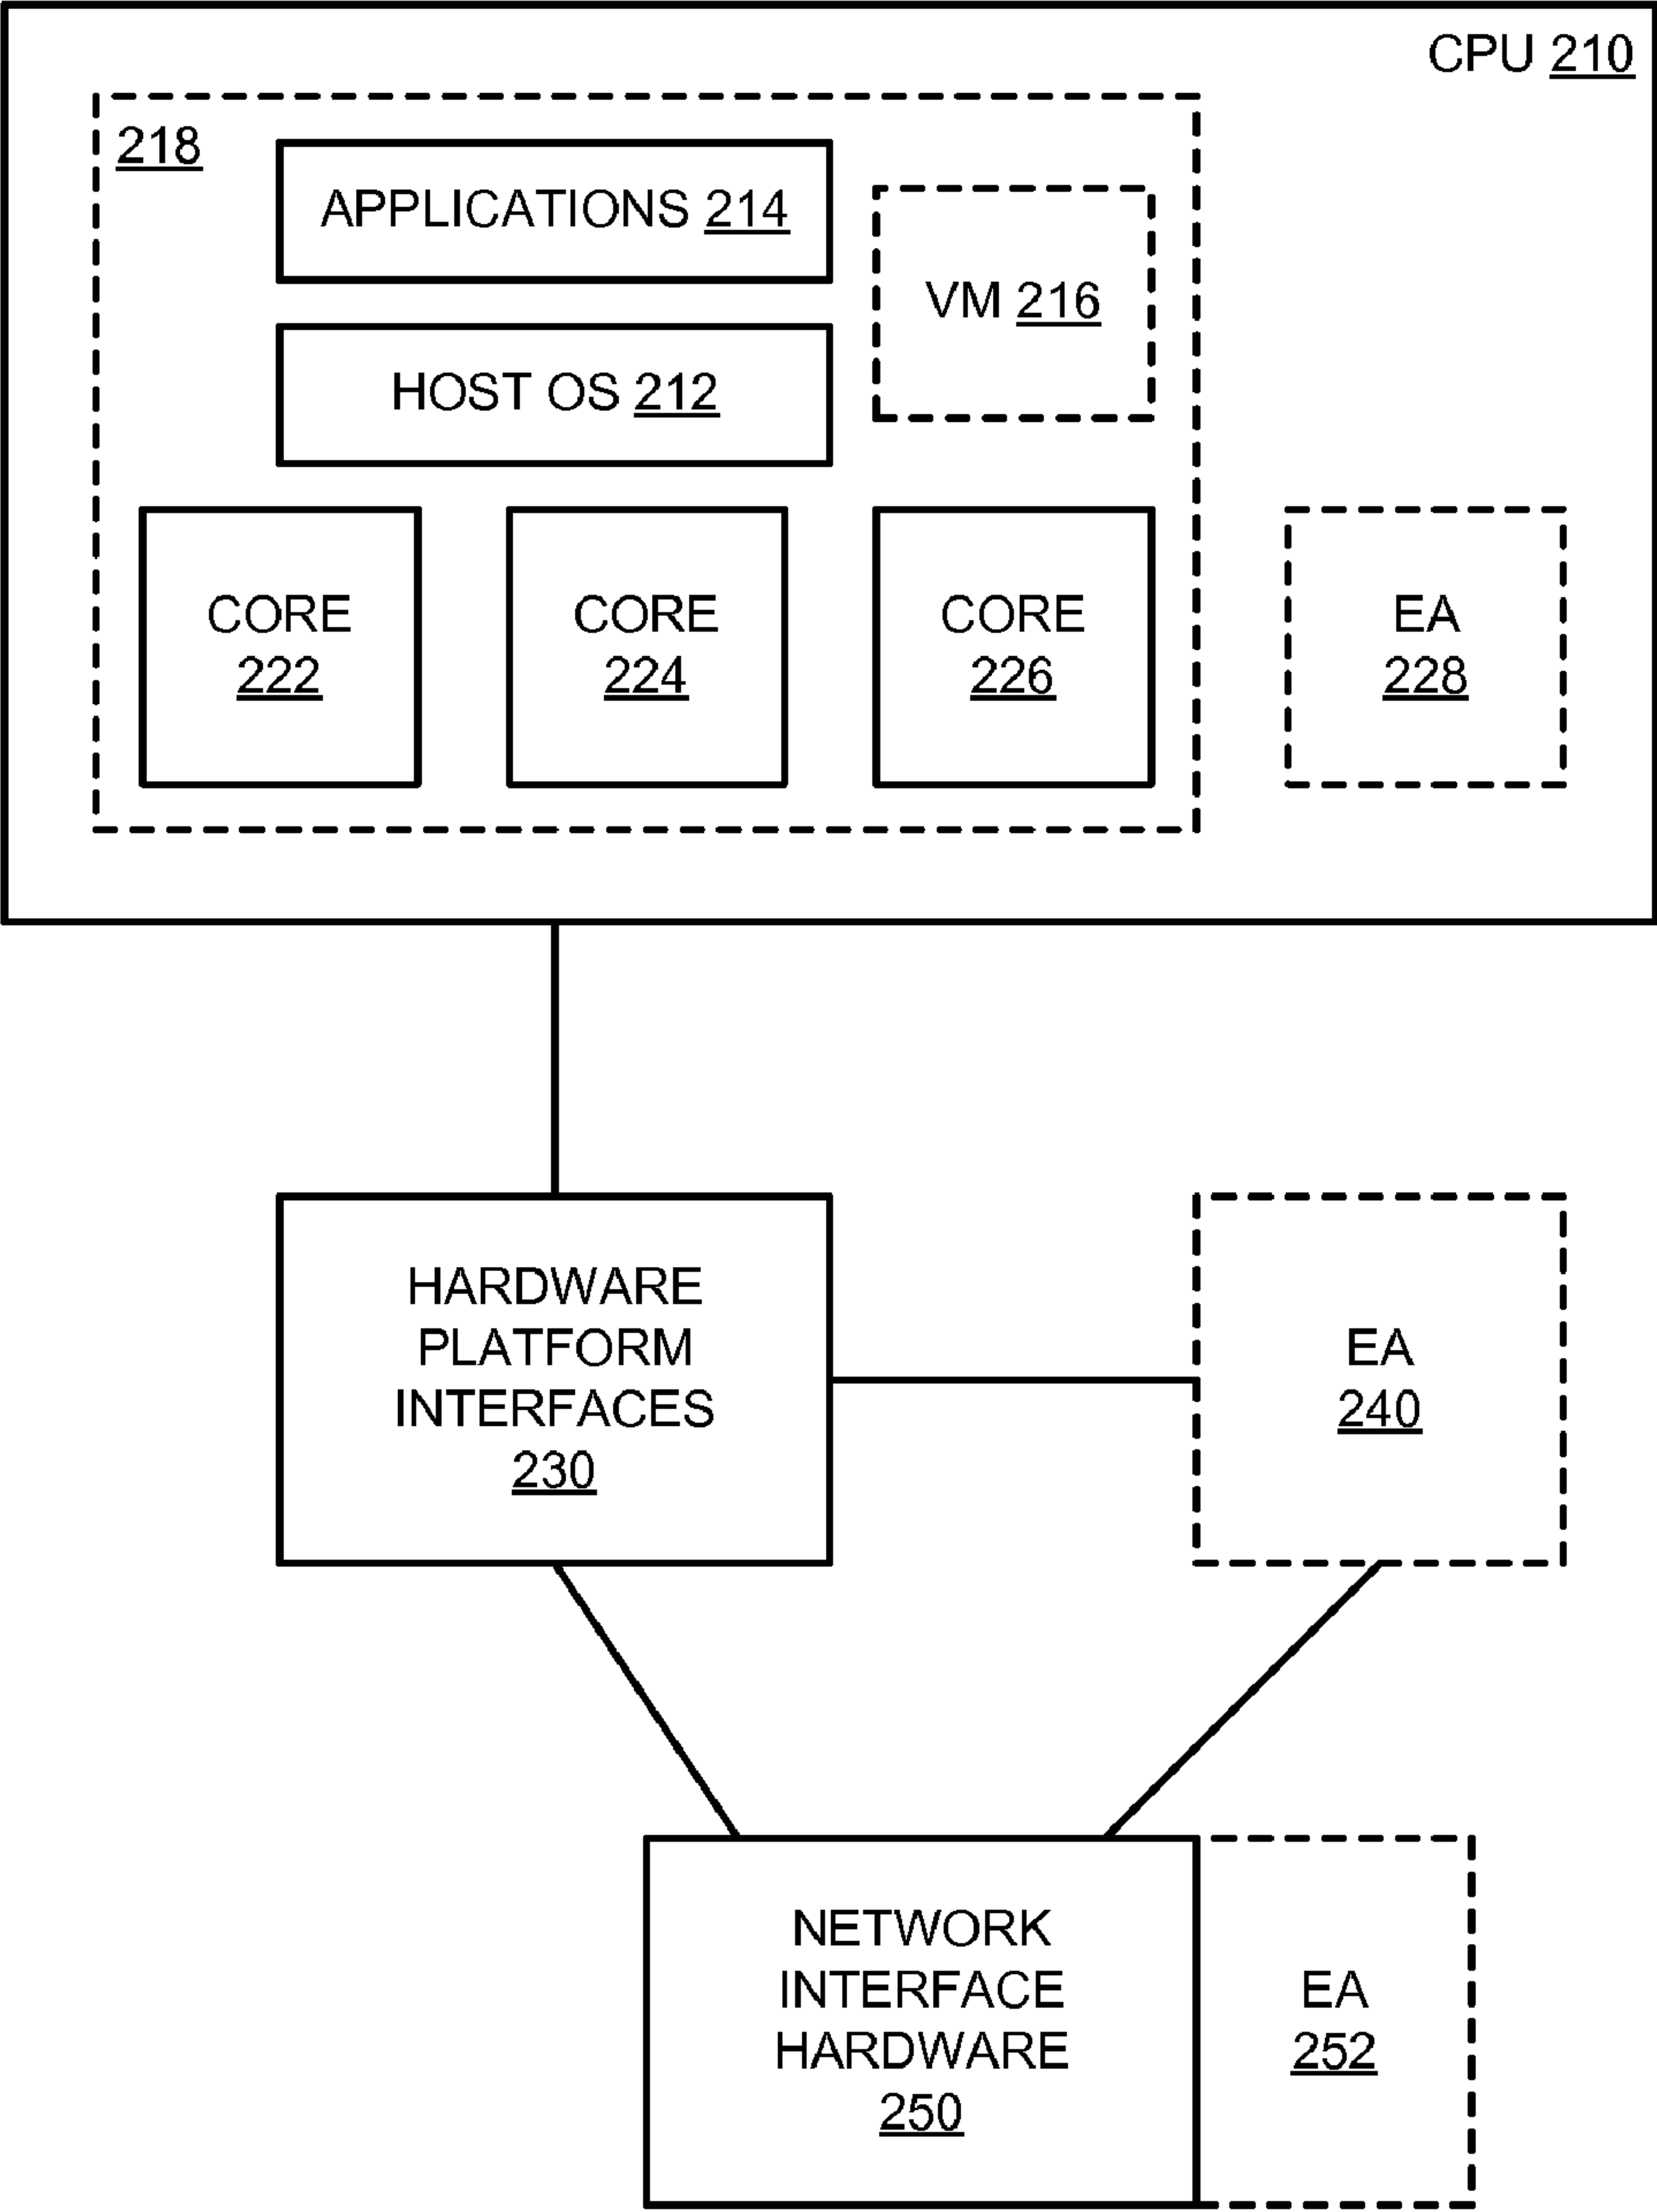 CPU 210
218
APPLICATIONS 214
VM 216
HOST OS 212
CORE
222
CORE
224
CORE
226
EA
228
HARDWARE
PLATFORM
INTERFACES
230
EA
240
NETWORK
INTERFACE
HARDWARE
250
EA
252